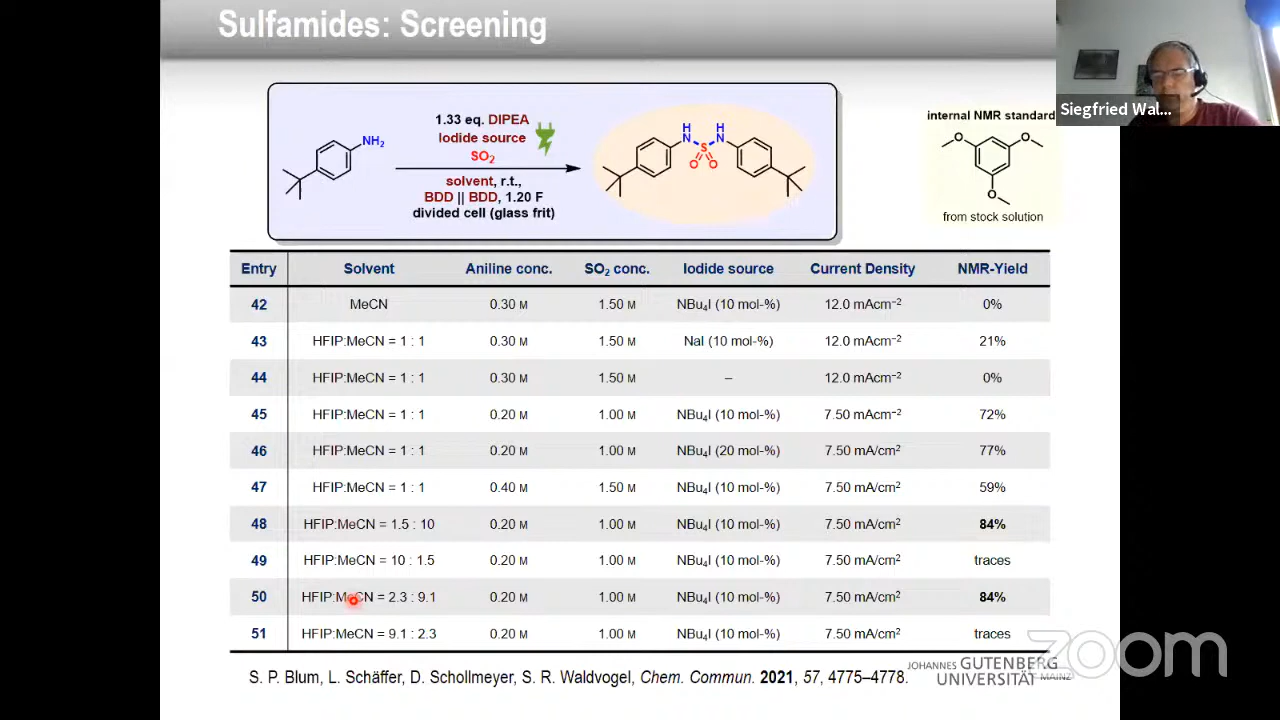 Sulfamides: Screening
Siegfried Wal...
1.33 eq. DIPEA
Iodide source
SO2
solvent, r.t.,
BDD || BDD, 1.20 F
divided cell (glass frit)
NH2
H H
N S N
O O
internal NMR standard
O O
O
from stock solution
Entry Solvent Aniline conc. SO2 conc. Iodide source Current Density NMR-Yield
42 MeCN 0.30 M 1.50 M NBu4I (10 mol-%) 12.0 mAcm−2 0%
43 HFIP:MeCN = 1 : 1 0.30 M 1.50 M NaI (10 mol-%) 12.0 mAcm−2 21%
44 HFIP:MeCN = 1 : 1 0.30 M 1.50 M – 12.0 mAcm−2 0%
45 HFIP:MeCN = 1 : 1 0.20 M 1.00 M NBu4I (10 mol-%) 7.50 mAcm−2 72%
46 HFIP:MeCN = 1 : 1 0.20 M 1.00 M NBu4I (20 mol-%) 7.50 mA/cm2 77%
47 HFIP:MeCN = 1 : 1 0.40 M 1.50 M NBu4I (10 mol-%) 7.50 mA/cm2 59%
48 HFIP:MeCN = 1.5 : 10 0.20 M 1.00 M NBu4I (10 mol-%) 7.50 mA/cm2 84%
49 HFIP:MeCN = 10 : 1.5 0.20 M 1.00 M NBu4I (10 mol-%) 7.50 mA/cm2 traces
50 HFIP:MeCN = 2.3 : 9.1 0.20 M 1.00 M NBu4I (10 mol-%) 7.50 mA/cm2 84%
51 HFIP:MeCN = 9.1 : 2.3 0.20 M 1.00 M NBu4I (10 mol-%) 7.50 mA/cm2 traces
S. P. Blum, L. Schäffer, D. Schollmeyer, S. R. Waldvogel, Chem. Commun. 2021, 57, 4775–4778.
JOHANNES GUTENBERG
UNIVERSITÄT MAINZ
zoom